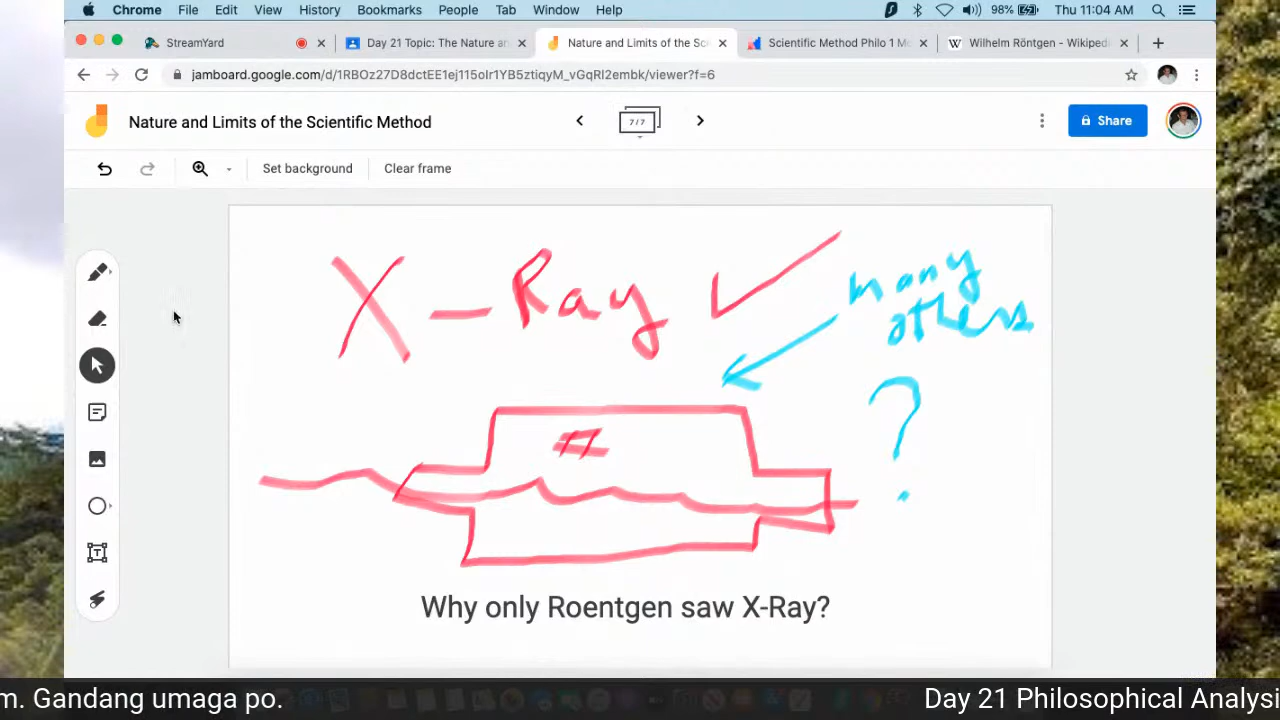 Chrome File Edit View History Bookmarks People Tab Window Help 98% Thu 11:04 AM
StreamYard × Day 21 Topic: The Nature an × Nature and Limits of the Sc × Scientific Method Philo 1 M × Wilhelm Röntgen - Wikiped × +
jamboard.google.com/d/1RBOz27D8dctEE1ej115oIr1YB5ztiqyM_vGqRI2embk/viewer?f=6
Nature and Limits of the Scientific Method 7/7 Share
Set background Clear frame
X-Ray
many
others
?
Why only Roentgen saw X-Ray?
m. Gandang umaga po. Day 21 Philosophical Analysi